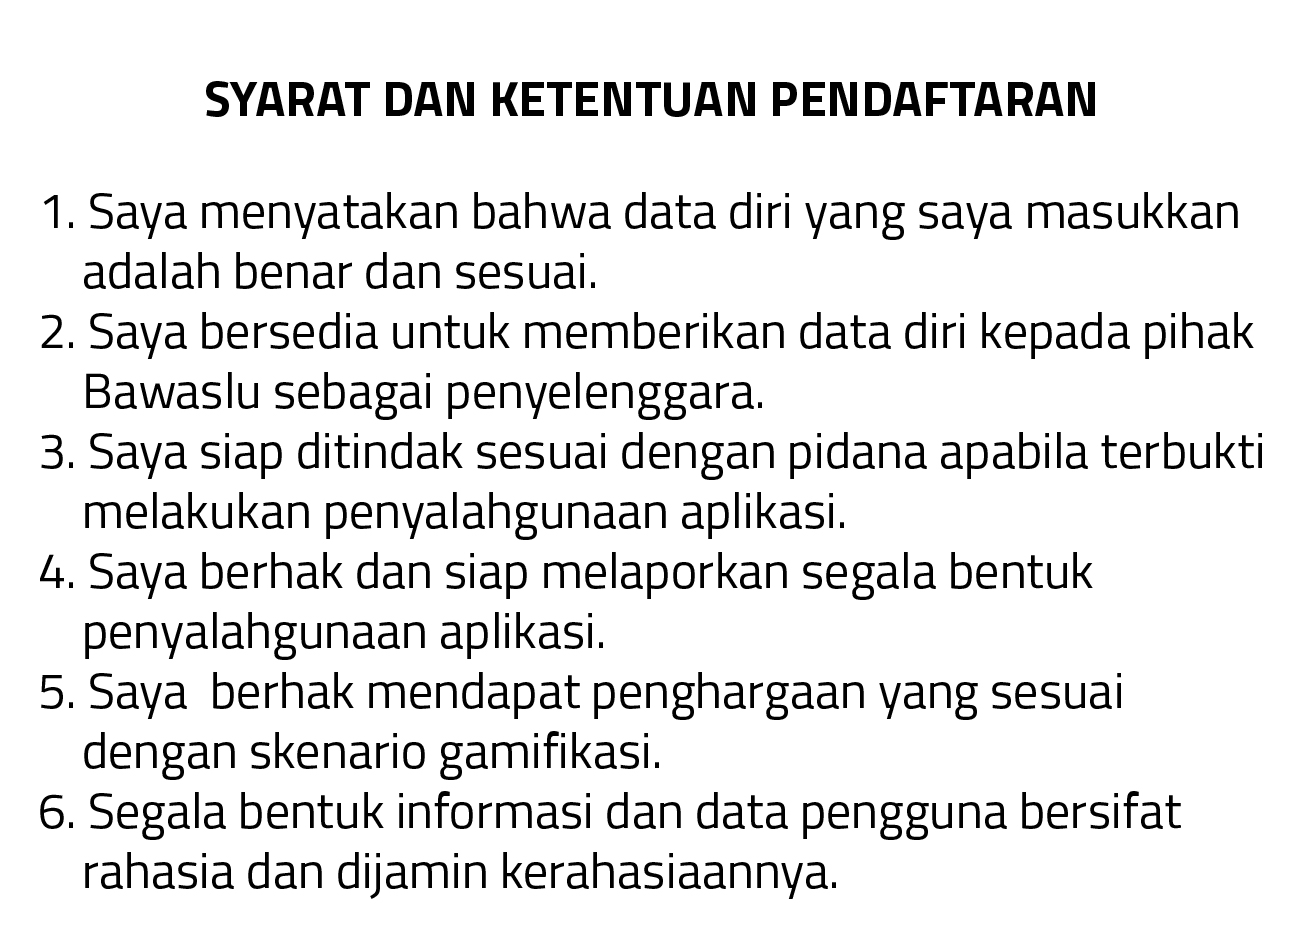 SYARAT DAN KETENTUAN PENDAFTARAN
1. Saya menyatakan bahwa data diri yang saya masukkan
adalah benar dan sesuai.
2. Saya bersedia untuk memberikan data diri kepada pihak
Bawaslu sebagai penyelenggara.
3. Saya siap ditindak sesuai dengan pidana apabila terbukti
melakukan penyalahgunaan aplikasi.
4. Saya berhak dan siap melaporkan segala bentuk
penyalahgunaan aplikasi.
5. Saya  berhak mendapat penghargaan yang sesuai
dengan skenario gamifikasi.
6. Segala bentuk informasi dan data pengguna bersifat
rahasia dan dijamin kerahasiaannya.